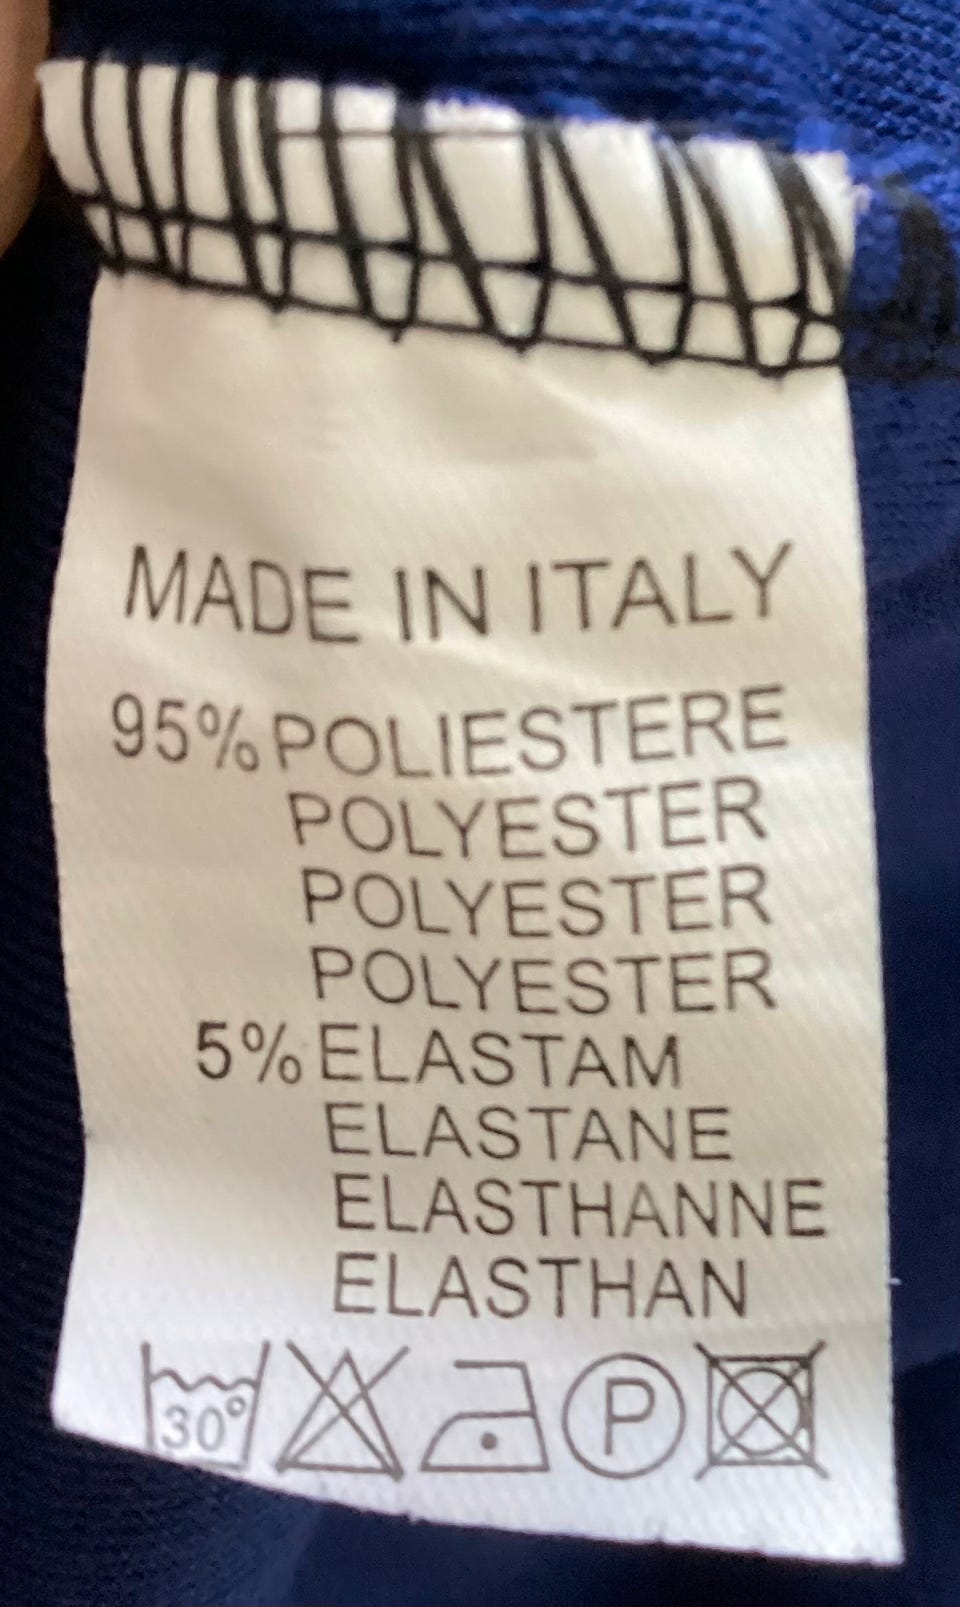 MADE IN ITALY
95% POLIESTERE
POLYESTER
POLYESTER
POLYESTER
5% ELASTAM
ELASTANE
ELASTHANNE
ELASTHAN
30° P